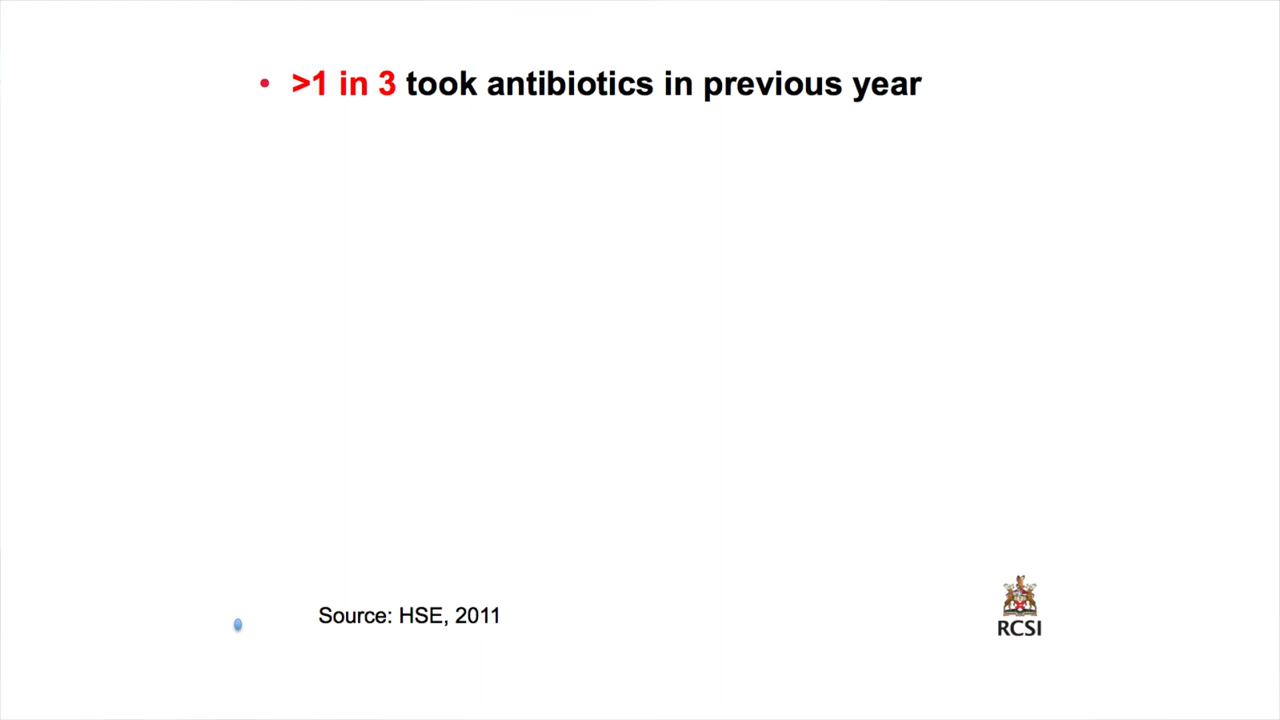 • >1 in 3 took antibiotics in previous year
Source: HSE, 2011
RCSI